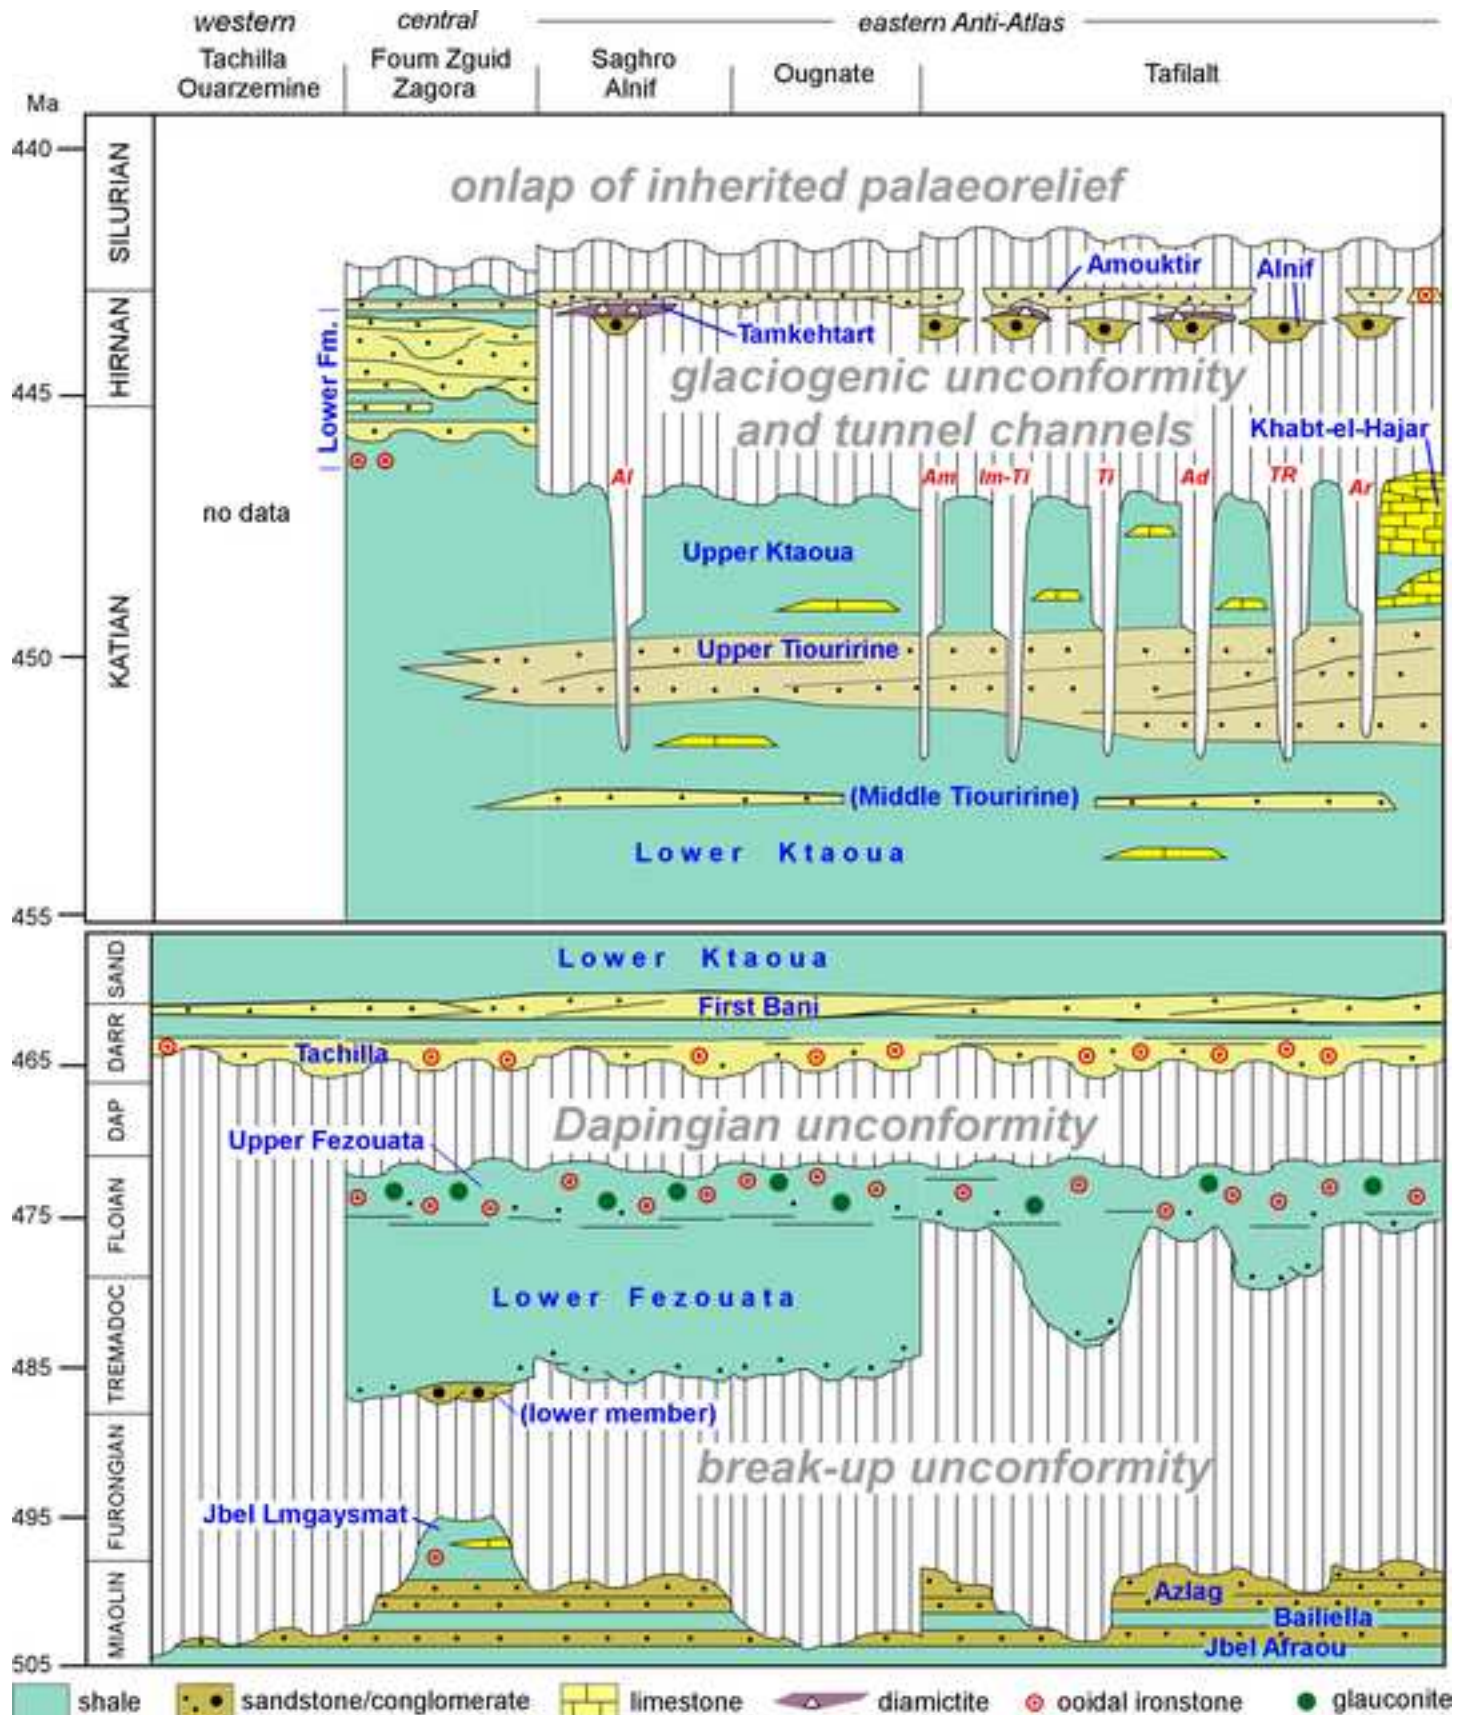 western central eastern Anti-Atlas
Tachilla Ouarzemine
Foum Zguid Zagora
Saghro Alnif
Ougnate
Tafilalt
Ma
440
SILURIAN
onlap of inherited palaeorelief
Amouktir
Alnif
Tamkehtart
HIRNAN
Lower Fm.
glaciogenic unconformity
and tunnel channels
445
Khabt-el-Hajar
Al Am Im-Ti Ti Ad TR Ar
no data
Upper Ktaoua
KATIAN
450
Upper Tiouririne
(Middle Tiouririne)
Lower Ktaoua
455
SAND
Lower Ktaoua
First Bani
DARR
465
Tachilla
DAP
Dapingian unconformity
Upper Fezouata
FLOIAN
475
Lower Fezouata
TREMADOC
485
(lower member)
FURONGIAN
break-up unconformity
495
Jbel Lmgaysmat
MIAOLIN
Azlag
Bailiella
Jbel Afraou
505
shale sandstone/conglomerate limestone diamictite ooidal ironstone glauconite